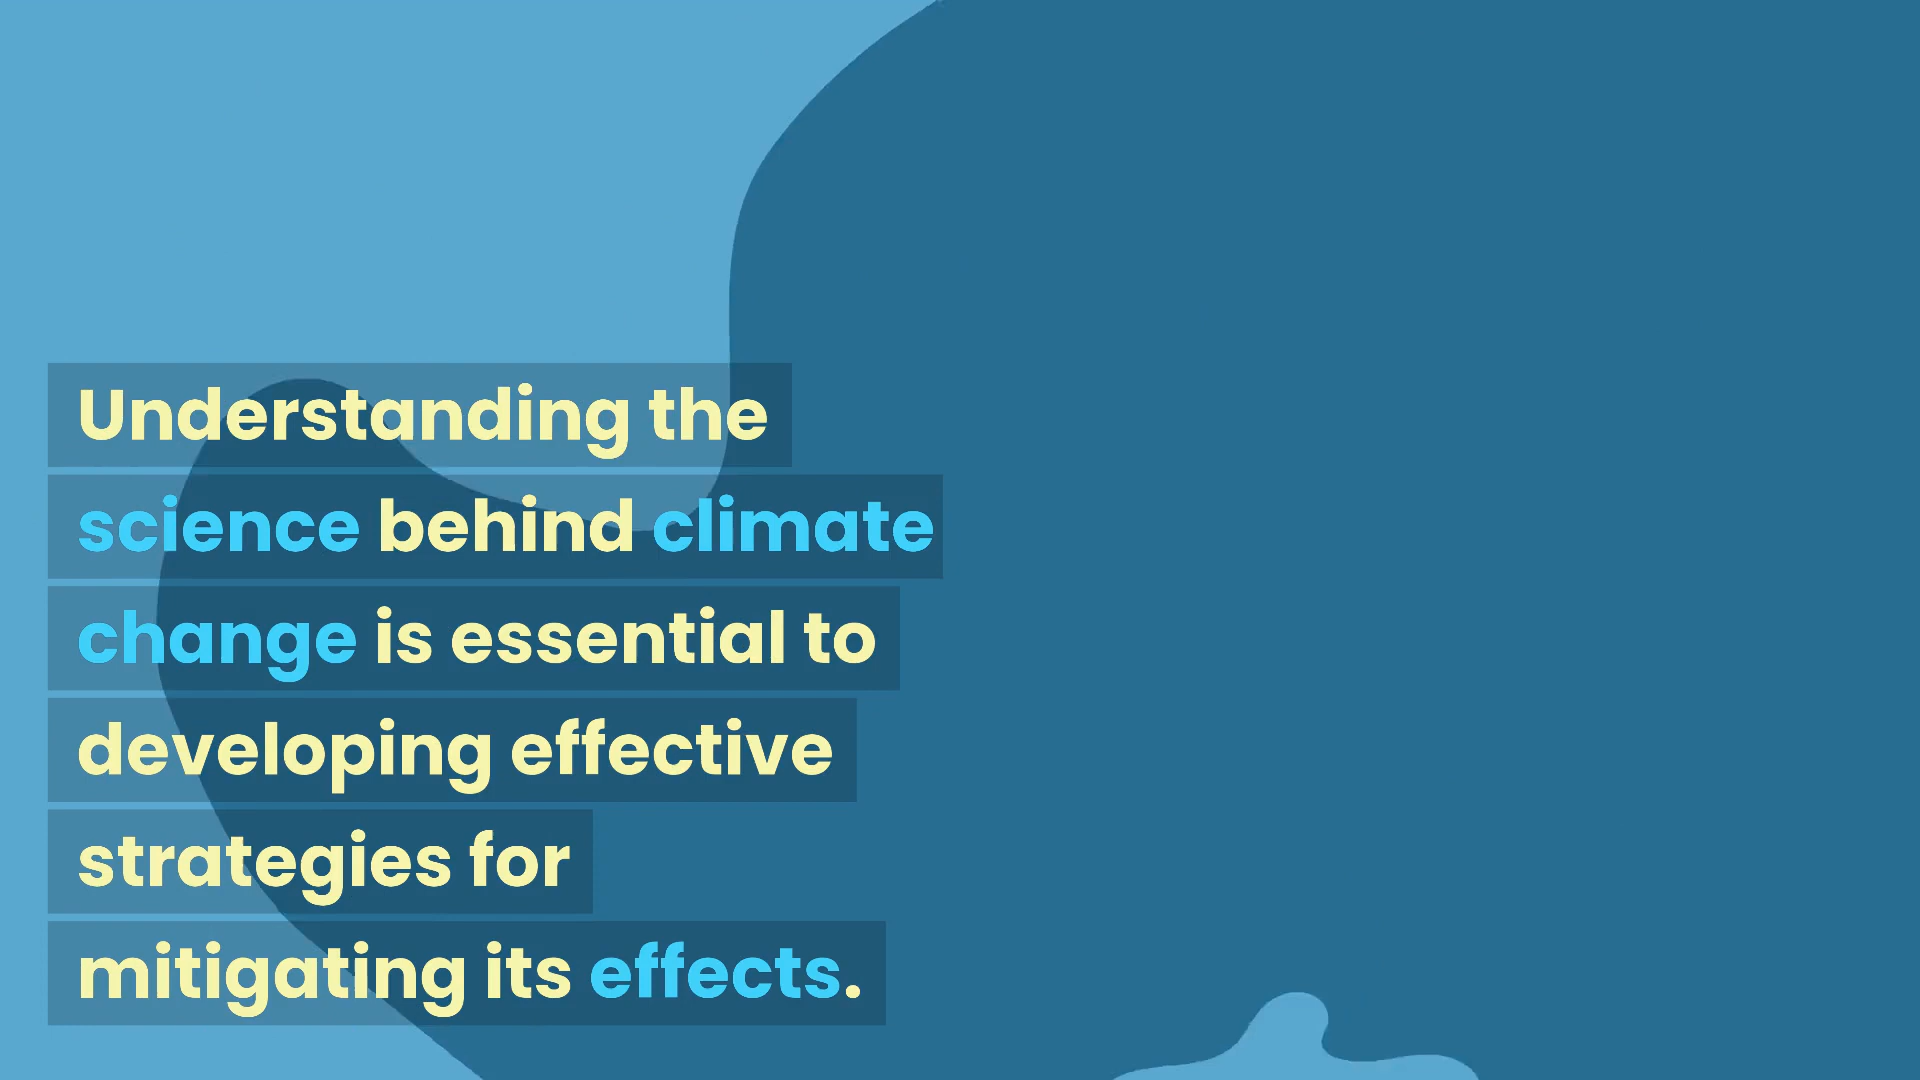 Understanding the
science behind climate
change is essential to
developing effective
strategies for
mitigating its effects.